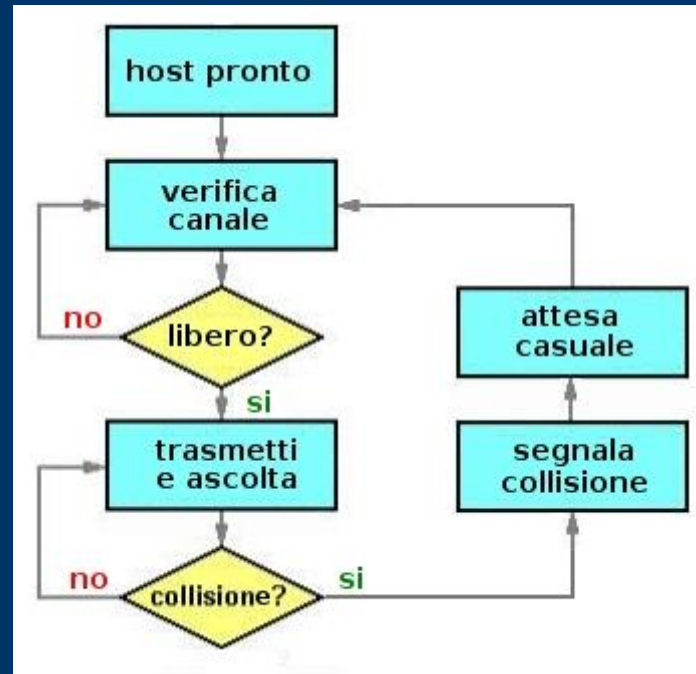 host pronto
verifica
canale
no
libero?
si
attesa
casuale
trasmetti
e ascolta
segnala
collisione
no
collisione?
si